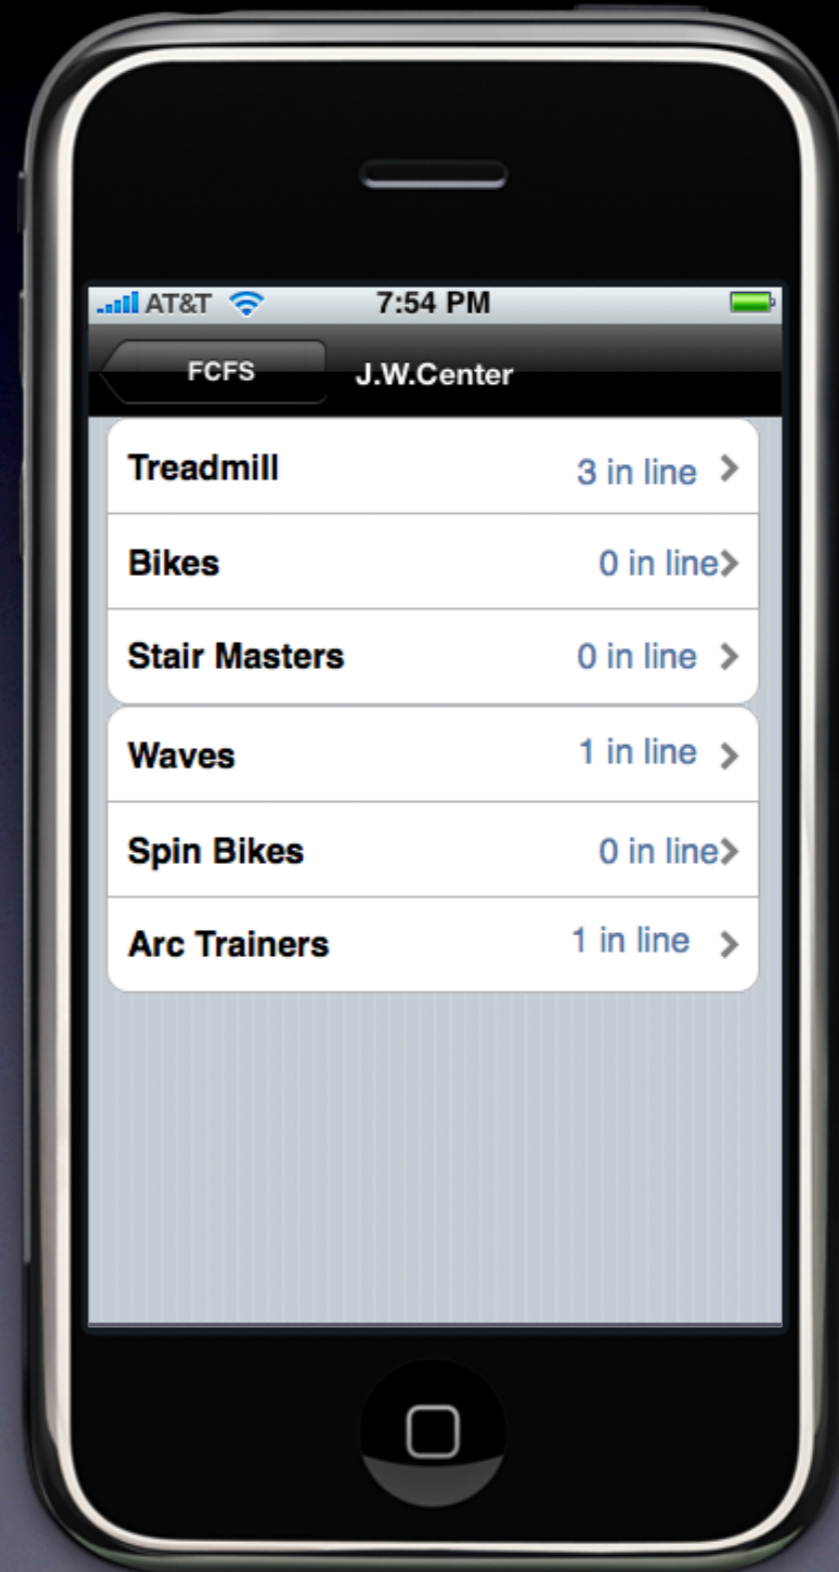 AT&T 7:54 PM
FCFS J.W.Center
Treadmill 3 in line
Bikes 0 in line
Stair Masters 0 in line
Waves 1 in line
Spin Bikes 0 in line
Arc Trainers 1 in line